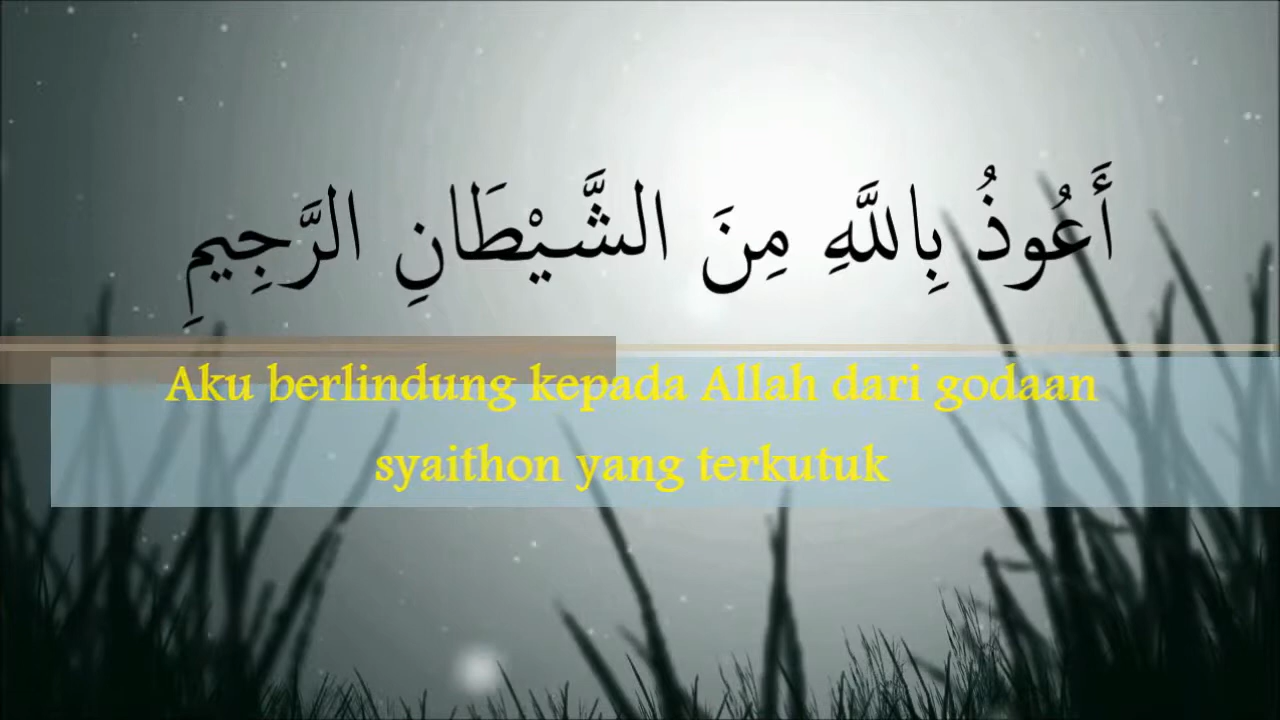 أَعُوذُ بِاللَّهِ مِنَ الشَّيْطَانِ الرَّجِيمِ
Aku berlindung kepada Allah dari godaan
syaithon yang terkutuk